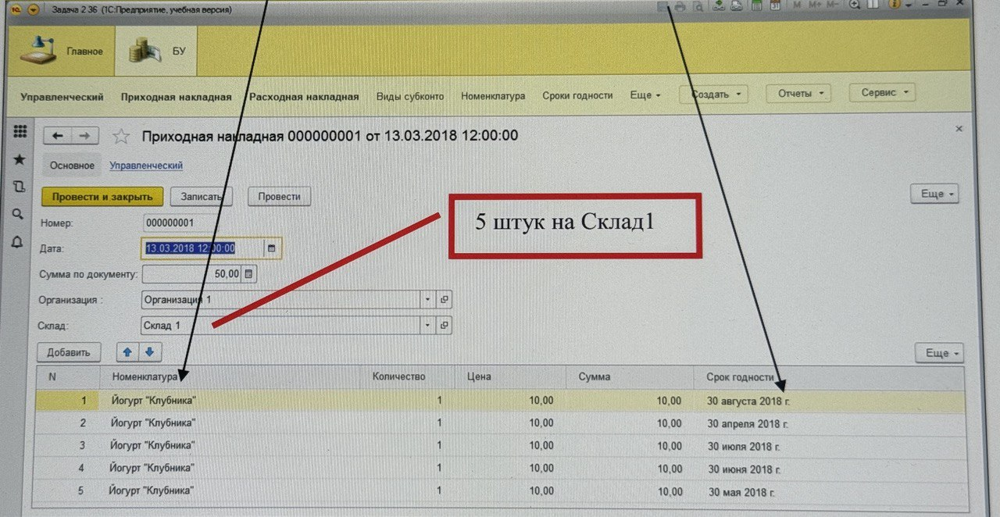 Задача 2 36 (1С:Предприятие, учебная версия)
M M+ M-
Главное
БУ
Управленческий Приходная накладная Расходная накладная Виды субконто Номенклатура Сроки годности Еще Создать Отчеты Сервис
Приходная накладная 000000001 от 13.03.2018 12:00:00
Основное Управленческий
Провести и закрыть Записать Провести Еще
5 штук на Склад1
Номер: 000000001
Дата: 13.03.2018 12:00:00
Сумма по документу: 50,00
Организация : Организация 1
Склад: Склад 1
Добавить Еще
N Номенклатура Количество Цена Сумма Срок годности
1 Йогурт "Клубника" 1 10,00 10,00 30 августа 2018 г.
2 Йогурт "Клубника" 1 10,00 10,00 30 апреля 2018 г.
3 Йогурт "Клубника" 1 10,00 10,00 30 июля 2018 г.
4 Йогурт "Клубника" 1 10,00 10,00 30 июня 2018 г.
5 Йогурт "Клубника" 1 10,00 10,00 30 мая 2018 г.